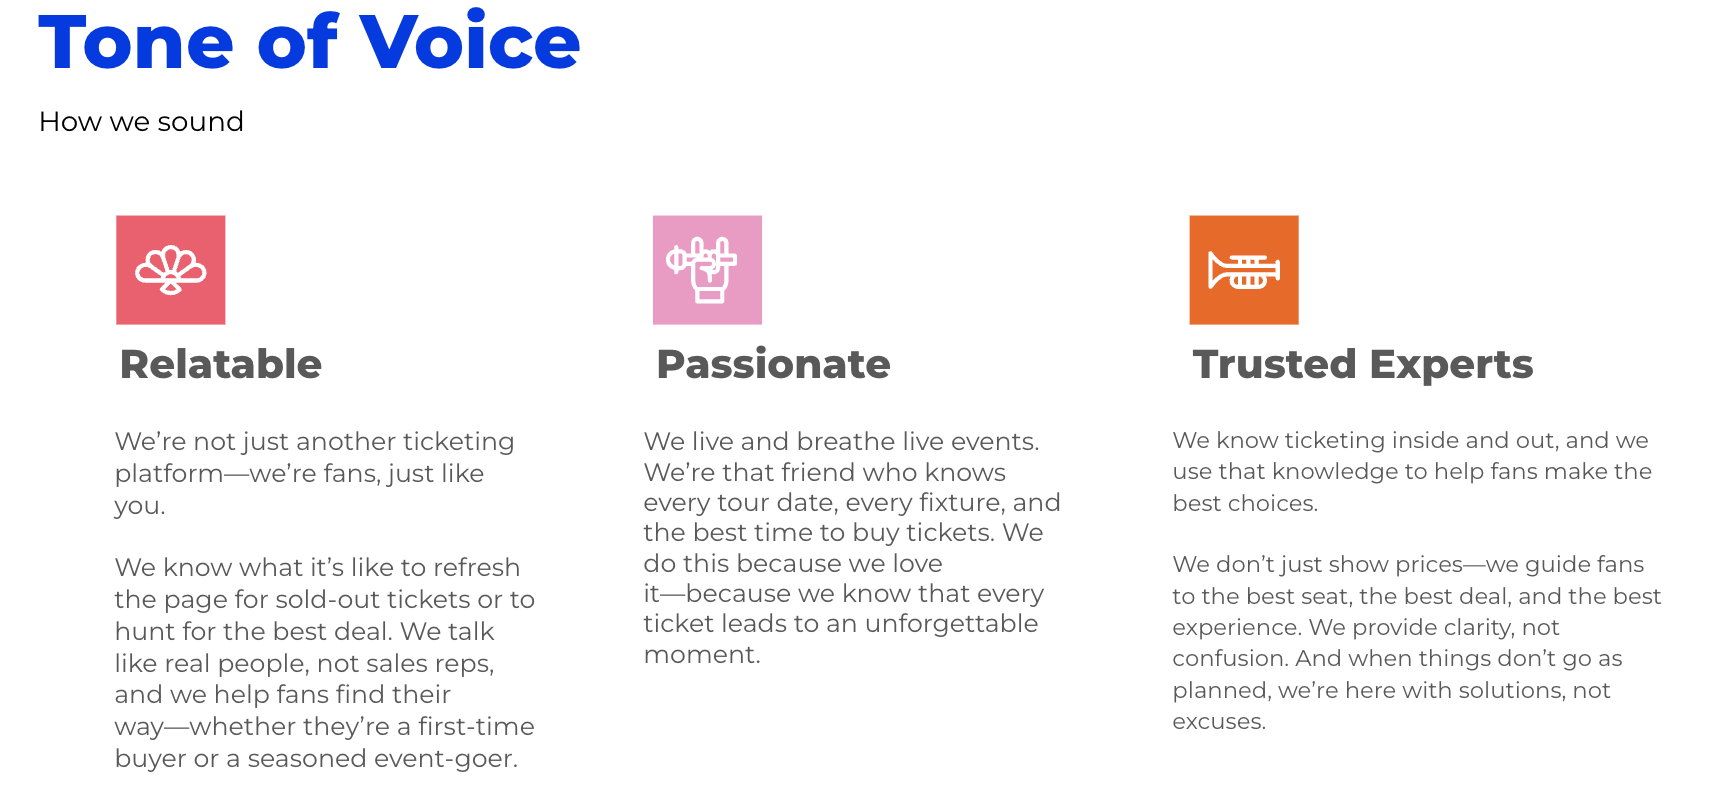 Tone of Voice
How we sound
Relatable
We’re not just another ticketing
platform—we’re fans, just like
you.
We know what it’s like to refresh
the page for sold-out tickets or to
hunt for the best deal. We talk
like real people, not sales reps,
and we help fans find their
way—whether they’re a first-time
buyer or a seasoned event-goer.
Passionate
We live and breathe live events.
We’re that friend who knows
every tour date, every fixture, and
the best time to buy tickets. We
do this because we love
it—because we know that every
ticket leads to an unforgettable
moment.
Trusted Experts
We know ticketing inside and out, and we
use that knowledge to help fans make the
best choices.
We don’t just show prices—we guide fans
to the best seat, the best deal, and the best
experience. We provide clarity, not
confusion. And when things don’t go as
planned, we’re here with solutions, not
excuses.